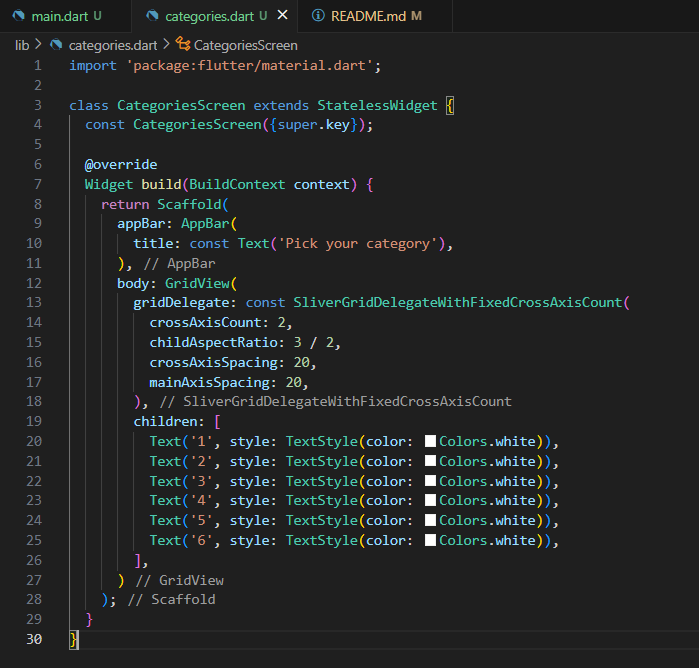 main.dart U categories.dart U × README.md M
lib > categories.dart > CategoriesScreen
1 import 'package:flutter/material.dart';
2
3 class CategoriesScreen extends StatelessWidget {
4   const CategoriesScreen({super.key});
5
6   @override
7   Widget build(BuildContext context) {
8     return Scaffold(
9       appBar: AppBar(
10         title: const Text('Pick your category'),
11       ), // AppBar
12       body: GridView(
13         gridDelegate: const SliverGridDelegateWithFixedCrossAxisCount(
14           crossAxisCount: 2,
15           childAspectRatio: 3 / 2,
16           crossAxisSpacing: 20,
17           mainAxisSpacing: 20,
18         ), // SliverGridDelegateWithFixedCrossAxisCount
19         children: [
20           Text('1', style: TextStyle(color: Colors.white)),
21           Text('2', style: TextStyle(color: Colors.white)),
22           Text('3', style: TextStyle(color: Colors.white)),
23           Text('4', style: TextStyle(color: Colors.white)),
24           Text('5', style: TextStyle(color: Colors.white)),
25           Text('6', style: TextStyle(color: Colors.white)),
26         ],
27       ) // GridView
28     ); // Scaffold
29   }
30 }